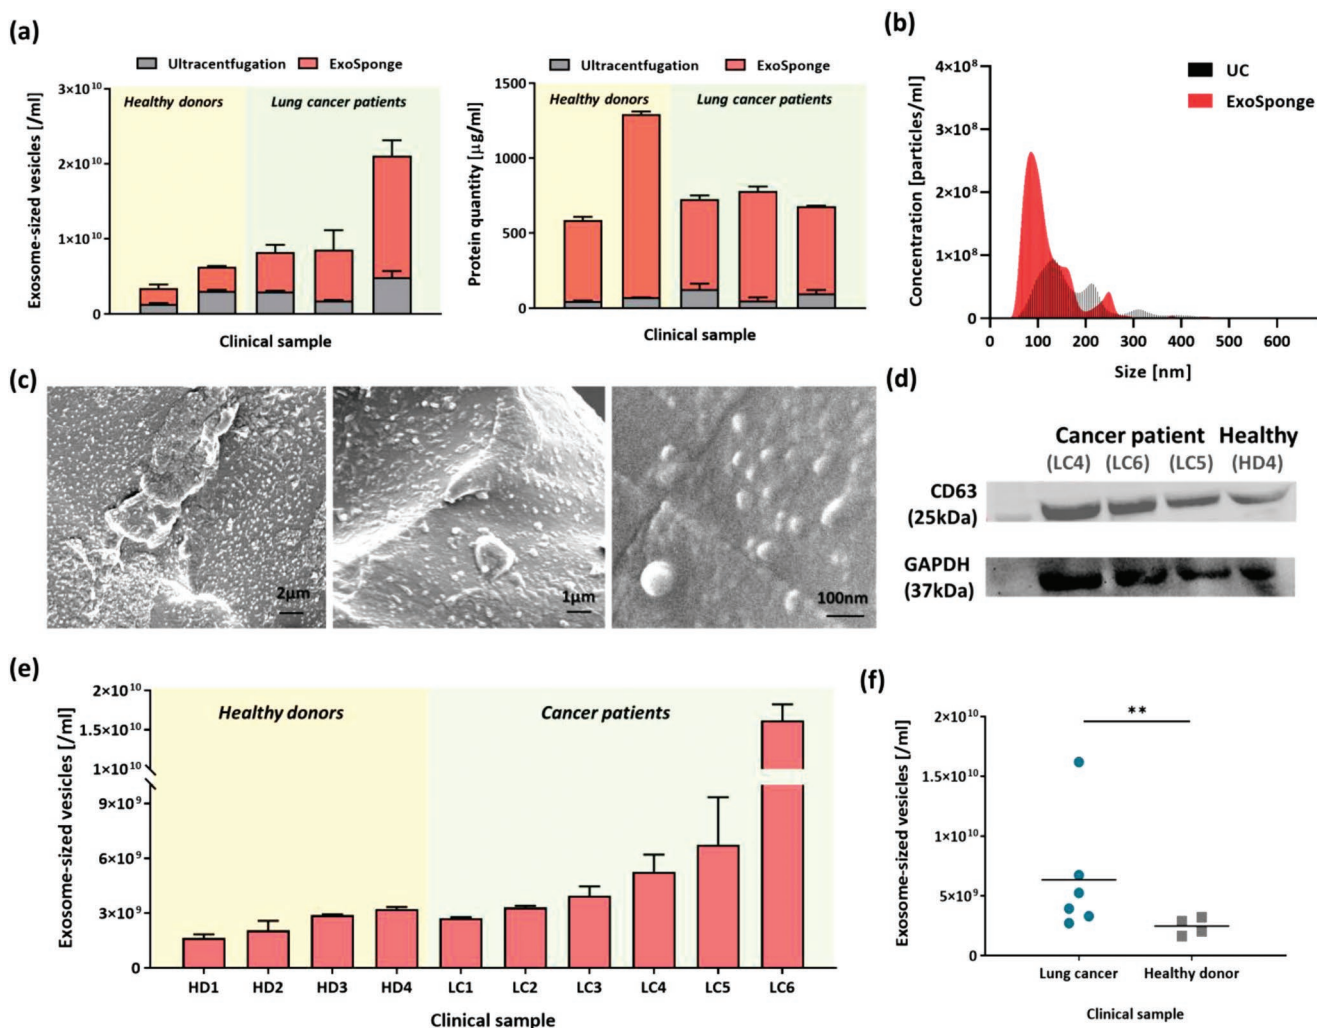 (a)
Ultracentfugation ExoSponge
Exosome-sized vesicles [/ml]
3×10¹⁰
2×10¹⁰
1×10¹⁰
0
Healthy donors
Lung cancer patients
Clinical sample
Ultracentfugation ExoSponge
Protein quantity [µg/ml]
1500
1000
500
0
Healthy donors
Lung cancer patients
Clinical sample
(b)
Concentration [particles/ml]
4×10⁸
3×10⁸
2×10⁸
1×10⁸
0
UC
ExoSponge
0 100 200 300 400 500 600
Size [nm]
(c)
2µm
1µm
100nm
(d)
Cancer patient Healthy
(LC4) (LC6) (LC5) (HD4)
CD63
(25kDa)
GAPDH
(37kDa)
(e)
Exosome-sized vesicles [/ml]
2×10¹⁰
1.5×10¹⁰
1×10¹⁰
9×10⁹
6×10⁹
3×10⁹
0
Healthy donors
Cancer patients
HD1 HD2 HD3 HD4 LC1 LC2 LC3 LC4 LC5 LC6
Clinical sample
(f)
Exosome-sized vesicles [/ml]
2×10¹⁰
1.5×10¹⁰
1×10¹⁰
5×10⁹
0
**
Lung cancer Healthy donor
Clinical sample